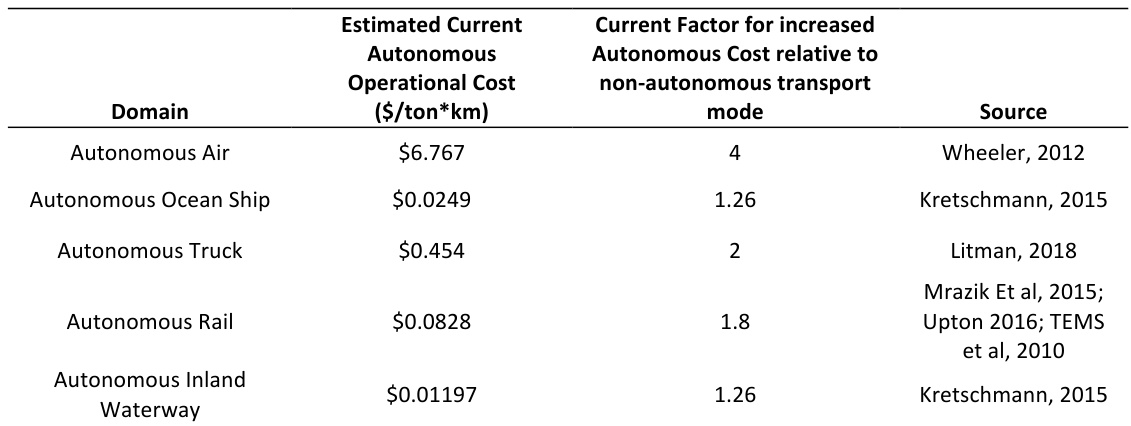 Domain
Estimated Current
Autonomous
Operational Cost
($/ton*km)
Current Factor for increased
Autonomous Cost relative to
non-autonomous transport
mode
Source
Autonomous Air
$6.767
4
Wheeler, 2012
Autonomous Ocean Ship
$0.0249
1.26
Kretschmann, 2015
Autonomous Truck
$0.454
2
Litman, 2018
Autonomous Rail
$0.0828
1.8
Mrazik Et al, 2015;
Upton 2016; TEMS
et al, 2010
Autonomous Inland
Waterway
$0.01197
1.26
Kretschmann, 2015